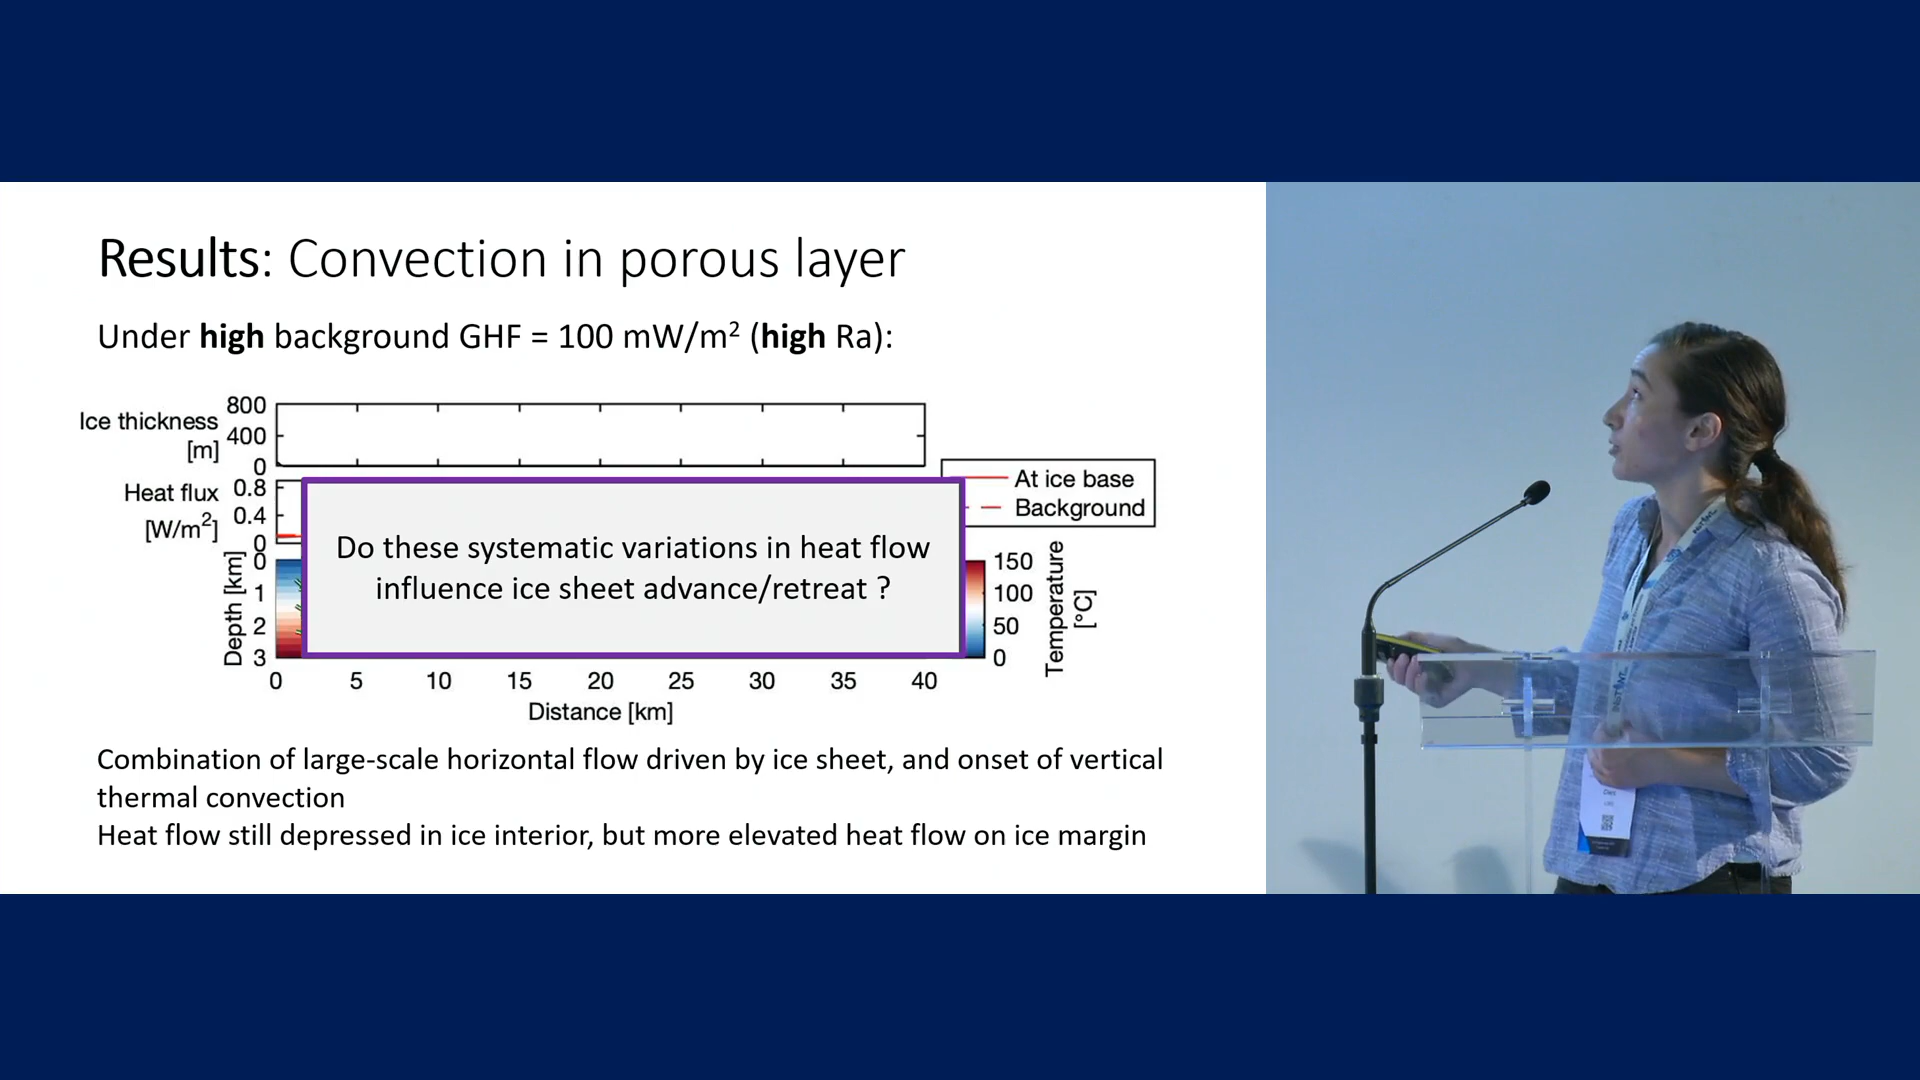 Results: Convection in porous layer
Under high background GHF = 100 mW/m² (high Ra):
Ice thickness
[m]
800
400
0
Heat flux
[W/m²]
0.8
0.4
0
At ice base
Background
Do these systematic variations in heat flow
influence ice sheet advance/retreat ?
Depth [km]
0
1
2
3
150
100
50
0
Temperature
[°C]
0 5 10 15 20 25 30 35 40
Distance [km]
Combination of large-scale horizontal flow driven by ice sheet, and onset of vertical
thermal convection
Heat flow still depressed in ice interior, but more elevated heat flow on ice margin